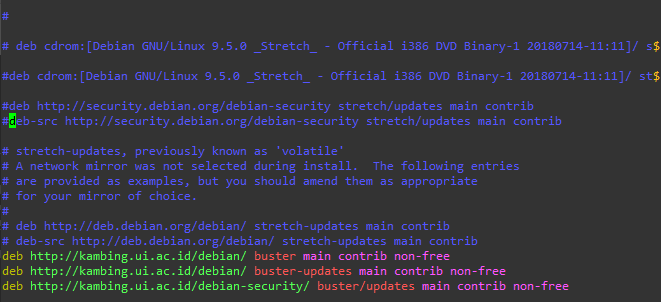 #
# deb cdrom:[Debian GNU/Linux 9.5.0 _Stretch_ - Official i386 DVD Binary-1 20180714-11:11]/ s$
#deb cdrom:[Debian GNU/Linux 9.5.0 _Stretch_ - Official i386 DVD Binary-1 20180714-11:11]/ st$
#deb http://security.debian.org/debian-security stretch/updates main contrib
#deb-src http://security.debian.org/debian-security stretch/updates main contrib
# stretch-updates, previously known as 'volatile'
# A network mirror was not selected during install.  The following entries
# are provided as examples, but you should amend them as appropriate
# for your mirror of choice.
#
# deb http://deb.debian.org/debian/ stretch-updates main contrib
# deb-src http://deb.debian.org/debian/ stretch-updates main contrib
deb http://kambing.ui.ac.id/debian/ buster main contrib non-free
deb http://kambing.ui.ac.id/debian/ buster-updates main contrib non-free
deb http://kambing.ui.ac.id/debian-security/ buster/updates main contrib non-free